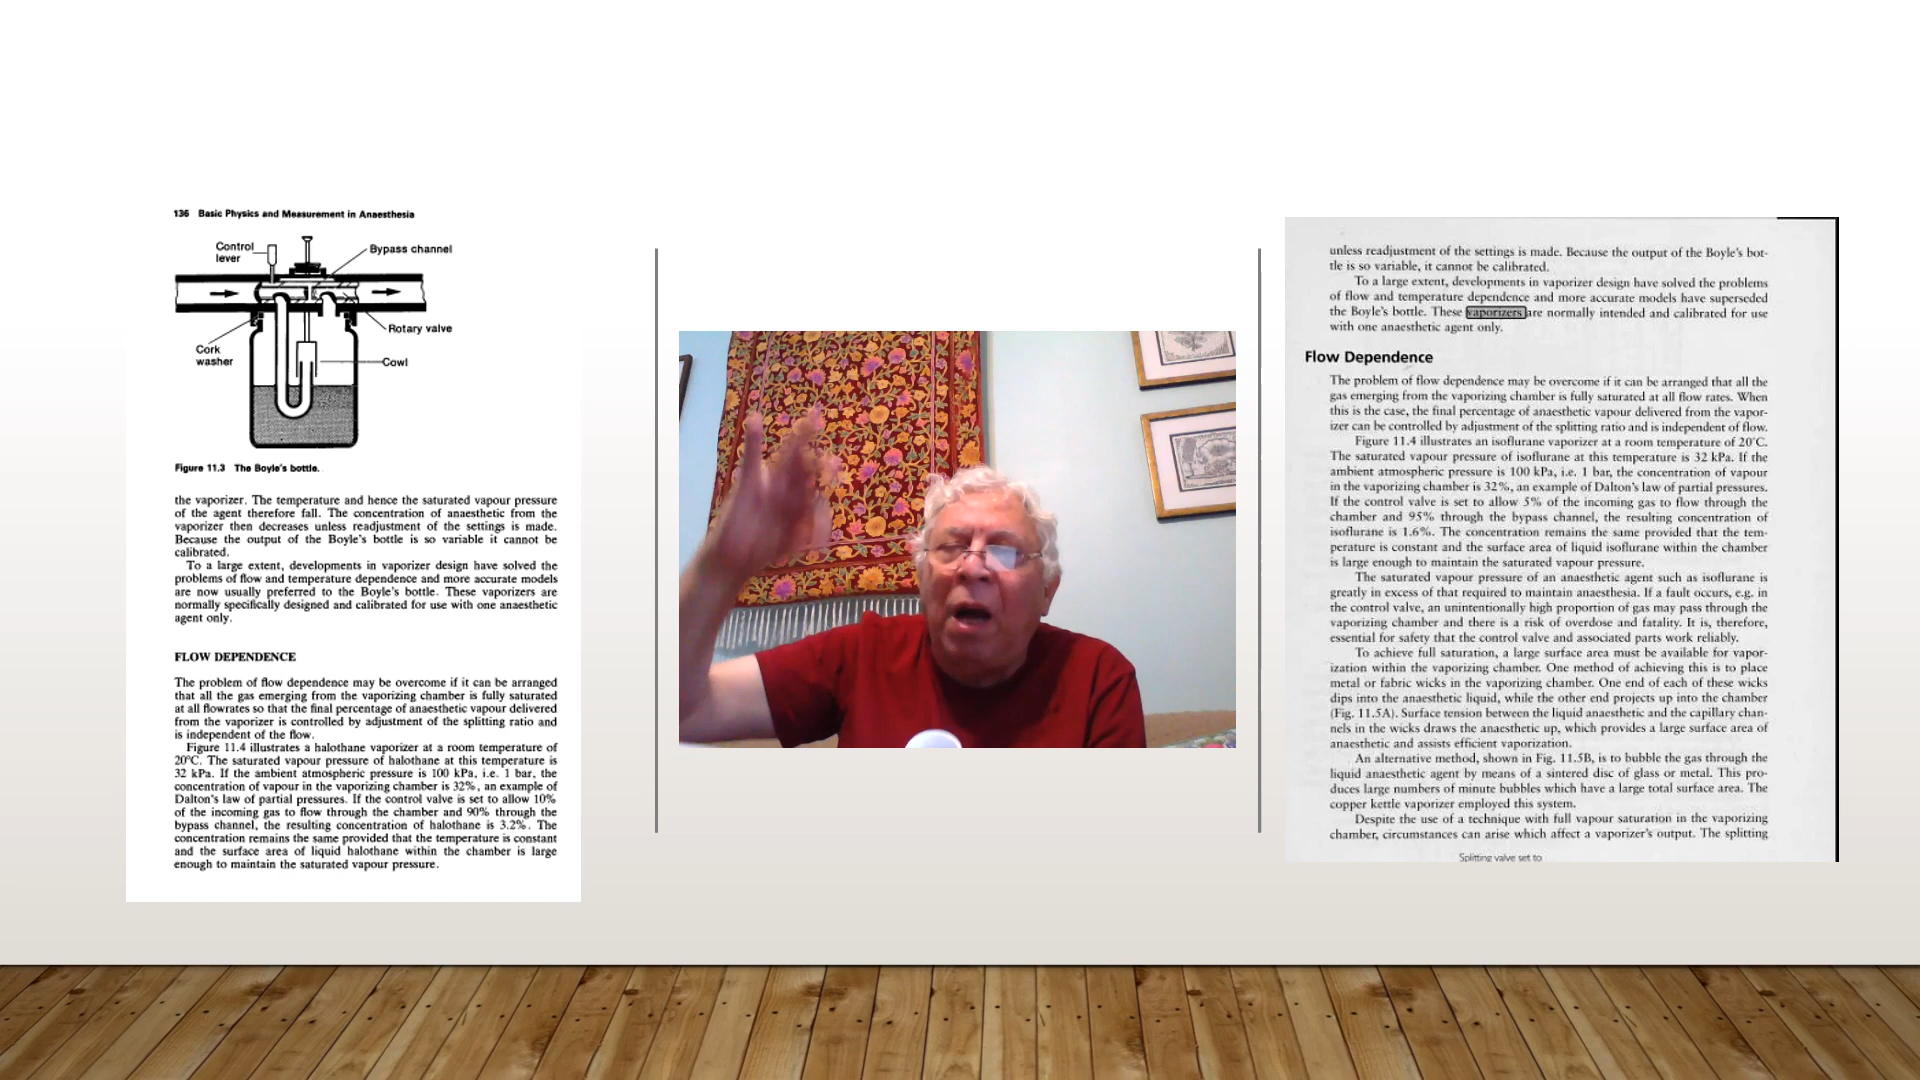 136 Basic Physics and Measurement in Anaesthesia
Control
lever
Bypass channel
Rotary valve
Cork
washer
Cowl
Figure 11.3 The Boyle's bottle.
the vaporizer. The temperature and hence the saturated vapour pressure
of the agent therefore fall. The concentration of anaesthetic from the
vaporizer then decreases unless readjustment of the settings is made.
Because the output of the Boyle's bottle is so variable it cannot be
calibrated.
To a large extent, developments in vaporizer design have solved the
problems of flow and temperature dependence and more accurate models
are now usually preferred to the Boyle's bottle. These vaporizers are
normally specifically designed and calibrated for use with one anaesthetic
agent only.
FLOW DEPENDENCE
The problem of flow dependence may be overcome if it can be arranged
that all the gas emerging from the vaporizing chamber is fully saturated
at all flowrates so that the final percentage of anaesthetic vapour delivered
from the vaporizer is controlled by adjustment of the splitting ratio and
is independent of the flow.
Figure 11.4 illustrates a halothane vaporizer at a room temperature of
20°C. The saturated vapour pressure of halothane at this temperature is
32 kPa. If the ambient atmospheric pressure is 100 kPa, i.e. 1 bar, the
concentration of vapour in the vaporizing chamber is 32%, an example of
Dalton's law of partial pressures. If the control valve is set to allow 10%
of the incoming gas to flow through the chamber and 90% through the
bypass channel, the resulting concentration of halothane is 3.2%. The
concentration remains the same provided that the temperature is constant
and the surface area of liquid halothane within the chamber is large
enough to maintain the saturated vapour pressure.
unless readjustment of the settings is made. Because the output of the Boyle's bot-
tle is so variable, it cannot be calibrated.
To a large extent, developments in vaporizer design have solved the problems
of flow and temperature dependence and more accurate models have superseded
the Boyle's bottle. These vaporizers are normally intended and calibrated for use
with one anaesthetic agent only.
Flow Dependence
The problem of flow dependence may be overcome if it can be arranged that all the
gas emerging from the vaporizing chamber is fully saturated at all flow rates. When
this is the case, the final percentage of anaesthetic vapour delivered from the vapor-
izer can be controlled by adjustment of the splitting ratio and is independent of flow.
Figure 11.4 illustrates an isoflurane vaporizer at a room temperature of 20°C.
The saturated vapour pressure of isoflurane at this temperature is 32 kPa. If the
ambient atmospheric pressure is 100 kPa, i.e. 1 bar, the concentration of vapour
in the vaporizing chamber is 32%, an example of Dalton's law of partial pressures.
If the control valve is set to allow 5% of the incoming gas to flow through the
chamber and 95% through the bypass channel, the resulting concentration of
isoflurane is 1.6%. The concentration remains the same provided that the tem-
perature is constant and the surface area of liquid isoflurane within the chamber
is large enough to maintain the saturated vapour pressure.
The saturated vapour pressure of an anaesthetic agent such as isoflurane is
greatly in excess of that required to maintain anaesthesia. If a fault occurs, e.g. in
the control valve, an unintentionally high proportion of gas may pass through the
vaporizing chamber and there is a risk of overdose and fatality. It is, therefore,
essential for safety that the control valve and associated parts work reliably.
To achieve full saturation, a large surface area must be available for vapor-
ization within the vaporizing chamber. One method of achieving this is to place
metal or fabric wicks in the vaporizing chamber. One end of each of these wicks
dips into the anaesthetic liquid, while the other end projects up into the chamber
(Fig. 11.5A). Surface tension between the liquid anaesthetic and the capillary chan-
nels in the wicks draws the anaesthetic up, which provides a large surface area of
anaesthetic and assists efficient vaporization.
An alternative method, shown in Fig. 11.5B, is to bubble the gas through the
liquid anaesthetic agent by means of a sintered disc of glass or metal. This pro-
duces large numbers of minute bubbles which have a large total surface area. The
copper kettle vaporizer employed this system.
Despite the use of a technique with full vapour saturation in the vaporizing
chamber, circumstances can arise which affect a vaporizer's output. The splitting
Splitting valve set to